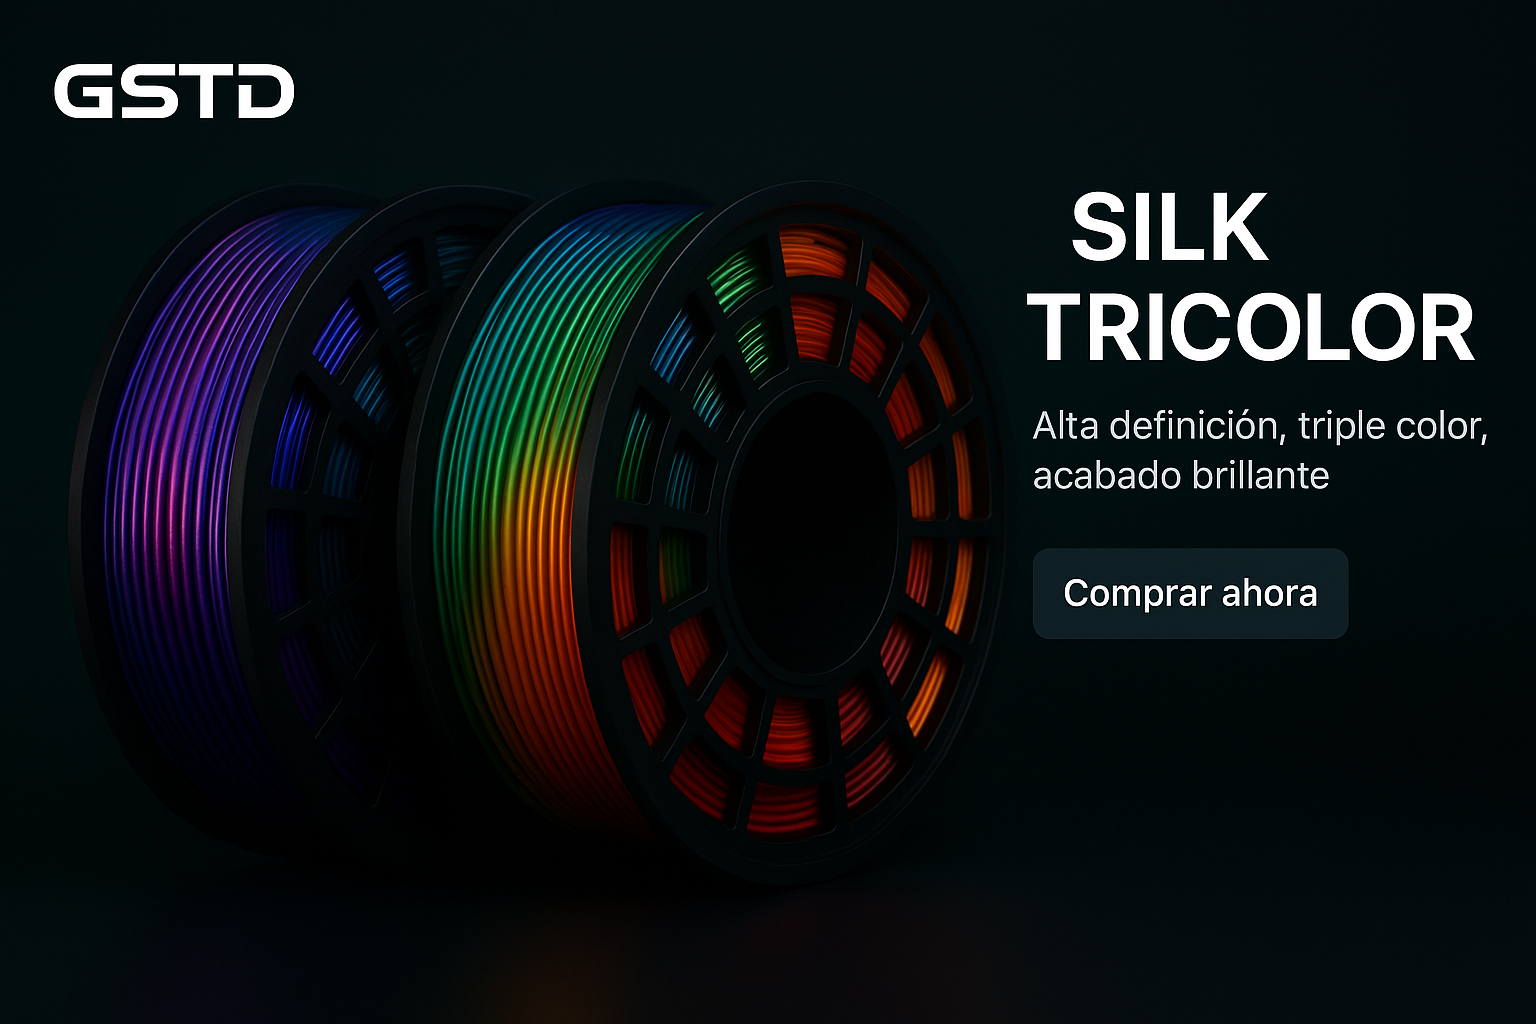 GSTD
SILK
TRICOLOR
Alta definición, triple color,
acabado brillante
Comprar ahora